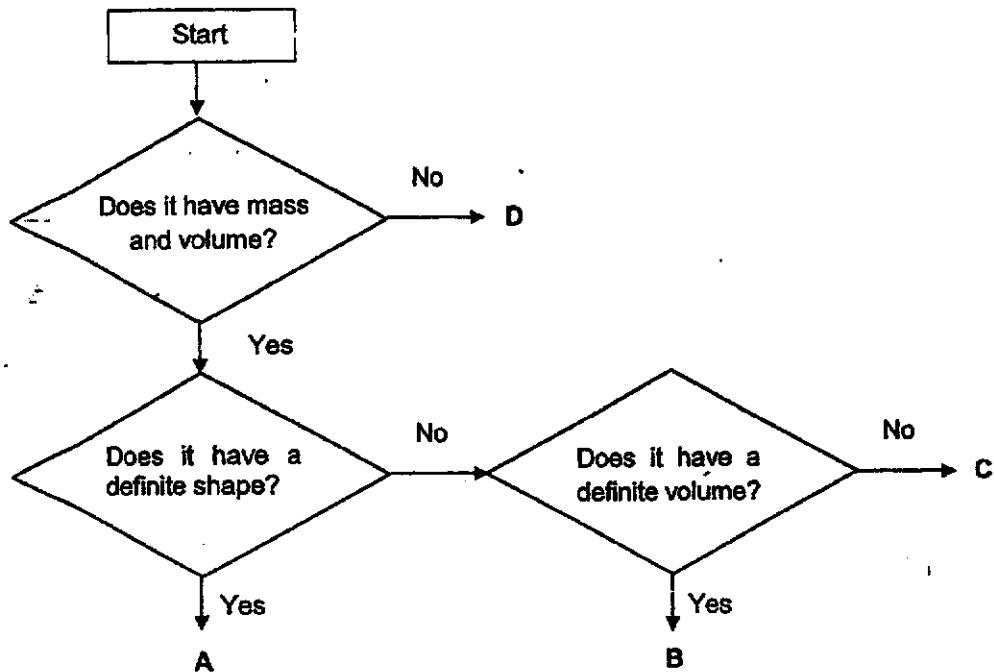 Start
Does it have mass
and volume?
No
D
Yes
Does it have a
definite shape?
No
Does it have a
definite volume?
No
C
Yes
A
Yes
B